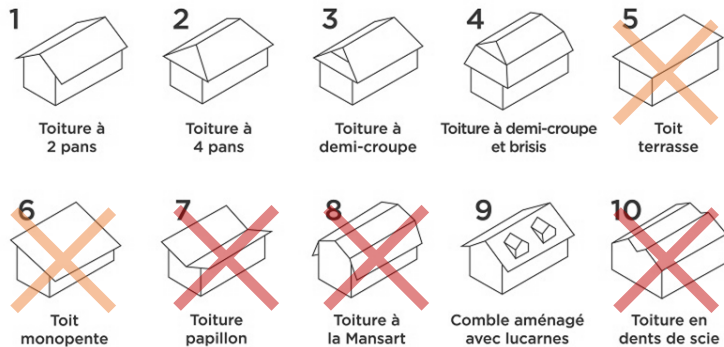 1
2
3
4
5
Toiture à
2 pans
Toiture à
4 pans
Toiture à
demi-croupe
Toiture à demi-croupe
et brisis
Toit
terrasse
6
7
8
9
10
Toit
monopente
Toiture
papillon
Toiture à
la Mansart
Comble aménagé
avec lucarnes
Toiture en
dents de scie